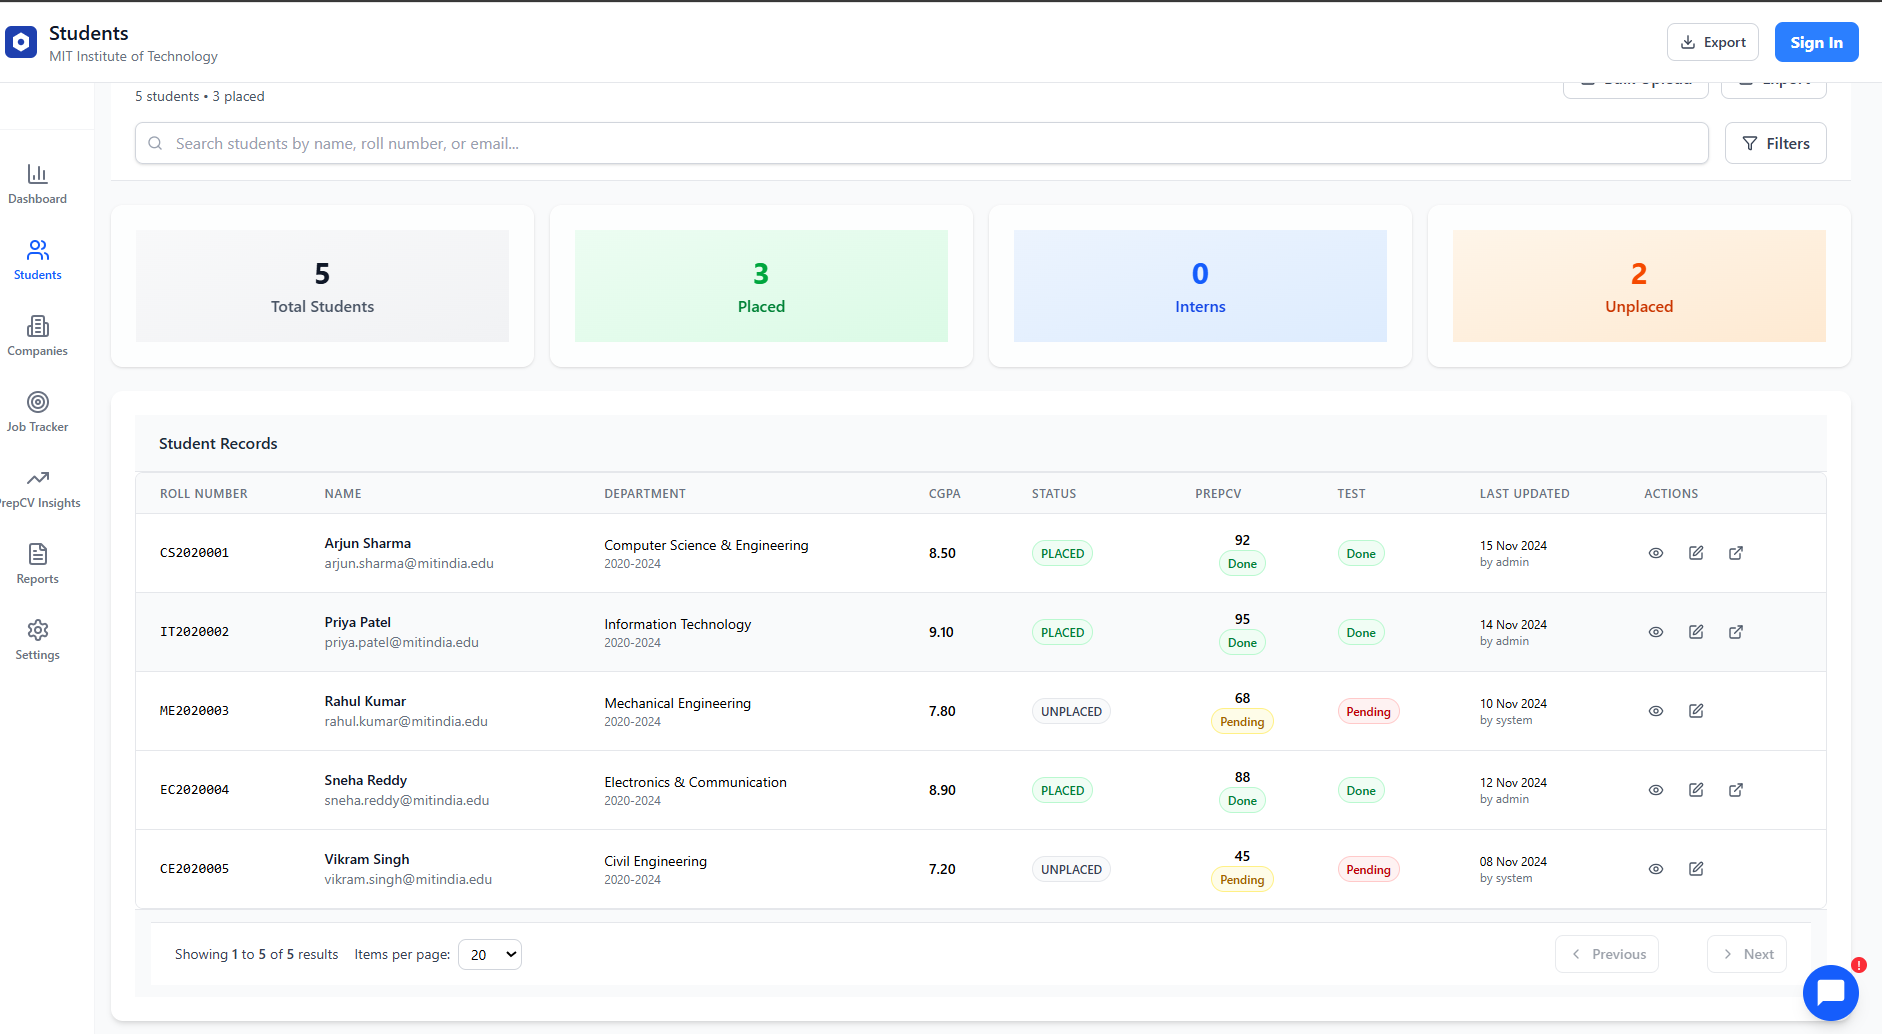 Students
MIT Institute of Technology
Export
Sign In
5 students • 3 placed
Bulk Upload
Export
Search students by name, roll number, or email...
Filters
Dashboard
Students
Companies
Job Tracker
PrepCV Insights
Reports
Settings
5
Total Students
3
Placed
0
Interns
2
Unplaced
Student Records
ROLL NUMBER NAME DEPARTMENT CGPA STATUS PREPCV TEST LAST UPDATED ACTIONS
CS2020001 Arjun Sharma Computer Science & Engineering 8.50 PLACED 92 Done Done 15 Nov 2024
arjun.sharma@mitindia.edu 2020-2024 by admin
IT2020002 Priya Patel Information Technology 9.10 PLACED 95 Done Done 14 Nov 2024
priya.patel@mitindia.edu 2020-2024 by admin
ME2020003 Rahul Kumar Mechanical Engineering 7.80 UNPLACED 68 Pending Pending 10 Nov 2024
rahul.kumar@mitindia.edu 2020-2024 by system
EC2020004 Sneha Reddy Electronics & Communication 8.90 PLACED 88 Done Done 12 Nov 2024
sneha.reddy@mitindia.edu 2020-2024 by admin
CE2020005 Vikram Singh Civil Engineering 7.20 UNPLACED 45 Pending Pending 08 Nov 2024
vikram.singh@mitindia.edu 2020-2024 by system
Showing 1 to 5 of 5 results Items per page: 20
Previous
Next